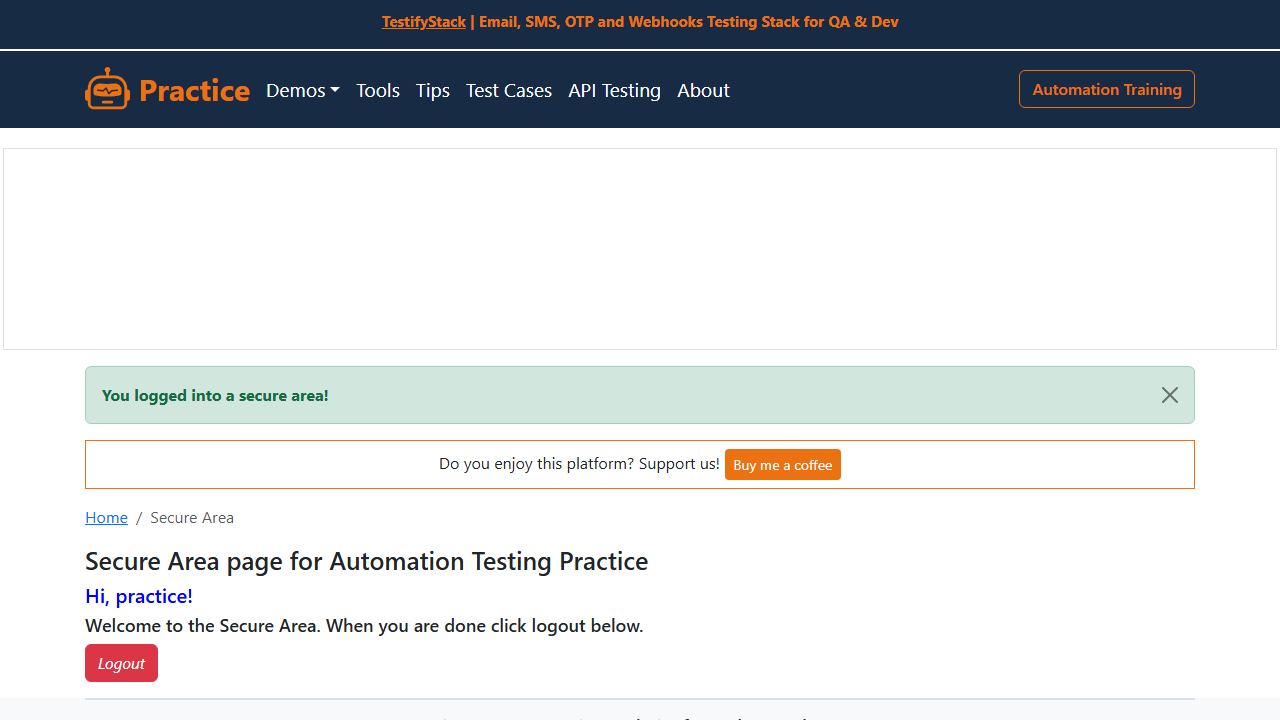 TestifyStack | Email, SMS, OTP and Webhooks Testing Stack for QA & Dev
Practice Demos Tools Tips Test Cases API Testing About Automation Training
You logged into a secure area!
Do you enjoy this platform? Support us! Buy me a coffee
Home / Secure Area
Secure Area page for Automation Testing Practice
Hi, practice!
Welcome to the Secure Area. When you are done click logout below.
Logout